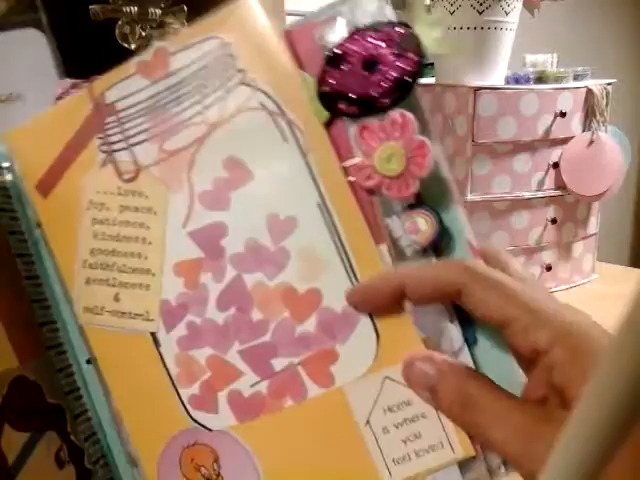 ...love,
joy, peace,
patience,
kindness,
goodness,
faithfulness,
gentleness
&
self-control.
Home
is where
you
feel loved